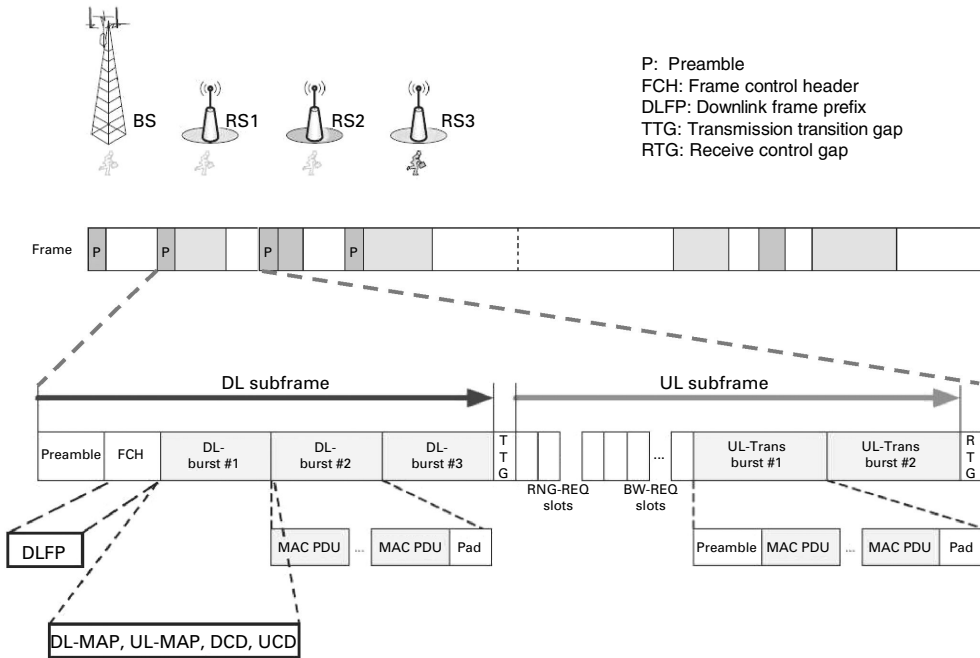 BS
RS1
RS2
RS3
P: Preamble
FCH: Frame control header
DLFP: Downlink frame prefix
TTG: Transmission transition gap
RTG: Receive control gap
Frame
P
P
P
P
DL subframe
UL subframe
Preamble
FCH
DL-
burst #1
DL-
burst #2
DL-
burst #3
T
T
G
RNG-REQ
slots
BW-REQ
slots
...
UL-Trans
burst #1
UL-Trans
burst #2
R
T
G
DLFP
MAC PDU
...
MAC PDU
Pad
Preamble
MAC PDU
...
MAC PDU
Pad
DL-MAP, UL-MAP, DCD, UCD